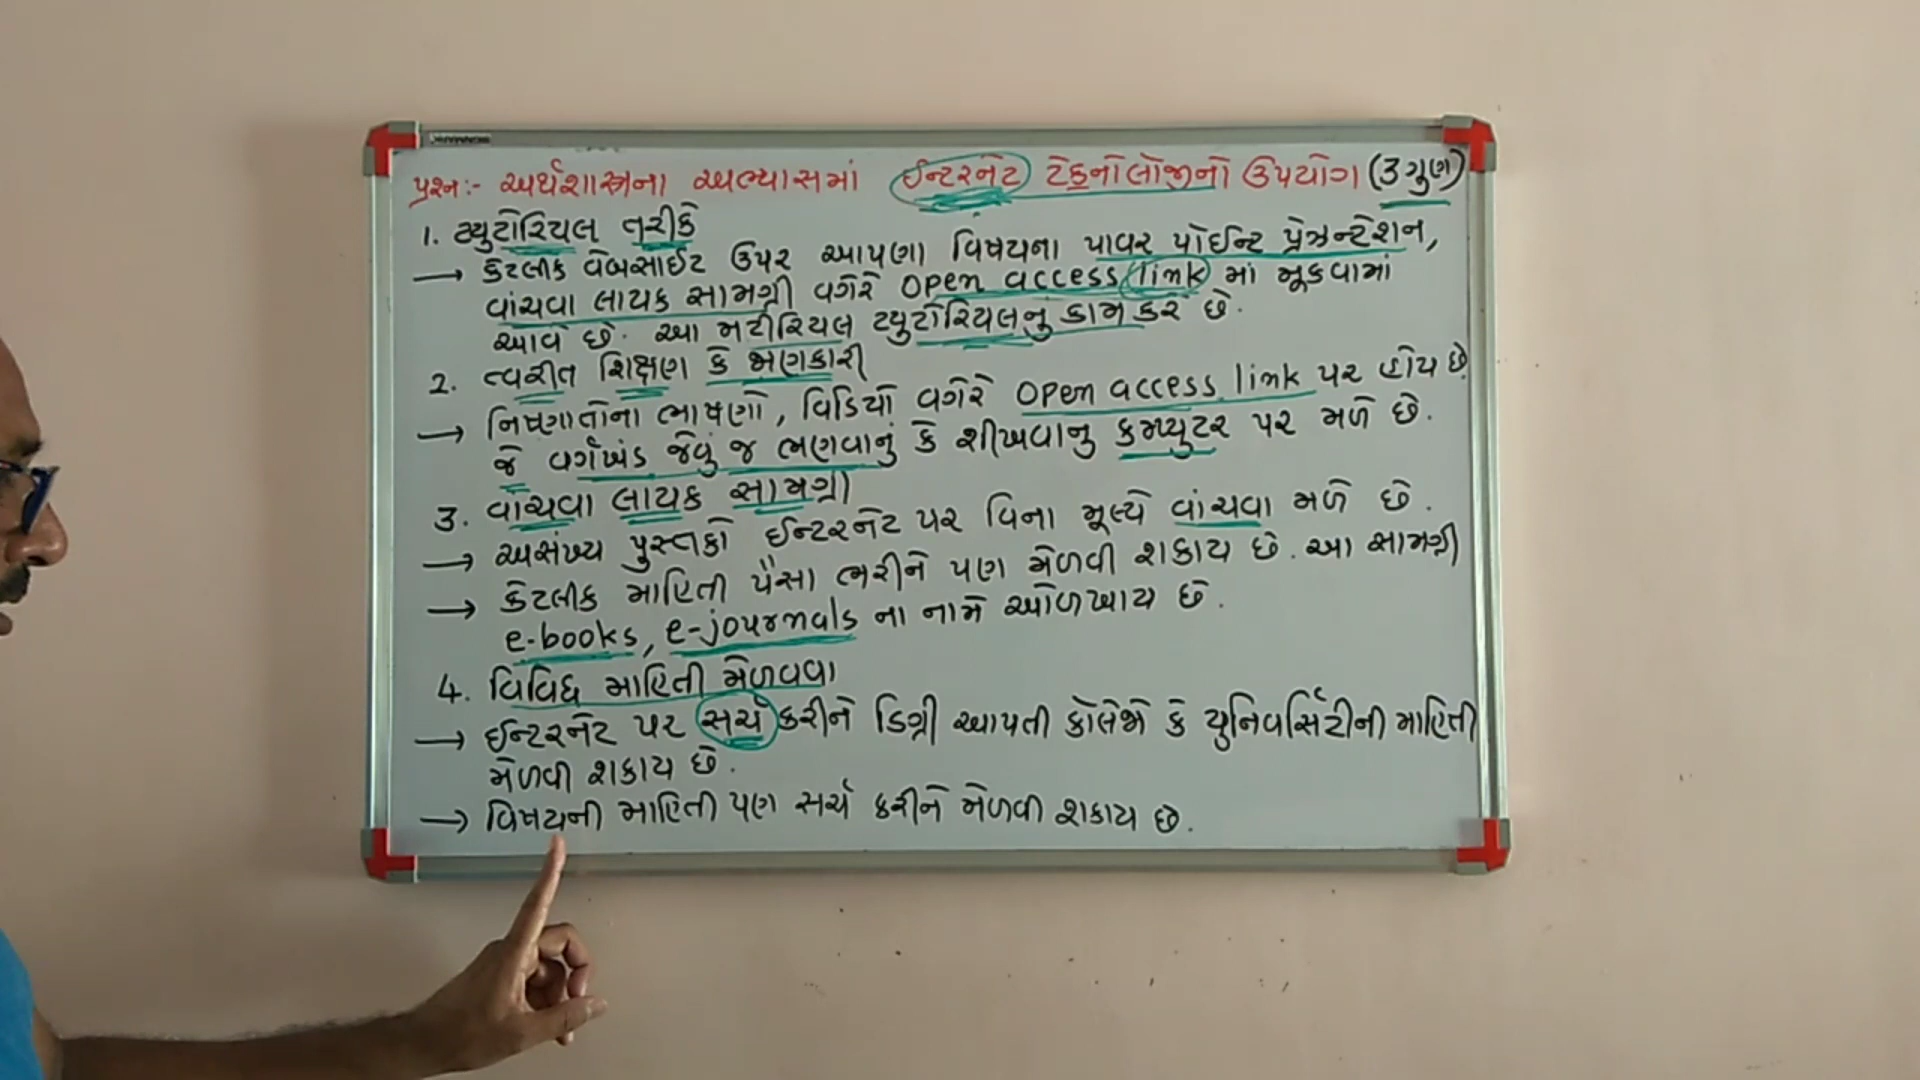 પ્રશ્ન:- અર્થશાસ્ત્રના અભ્યાસમાં ઈન્ટરનેટ ટેકનોલોજીનો ઉપયોગ (૩ ગુણ)
1. ટ્યુટોરિયલ તરીકે
→ કેટલીક વેબસાઈટ ઉપર આપણા વિષયના પાવર પોઈન્ટ પ્રેઝન્ટેશન,
વાંચવા લાયક સામગ્રી વગેરે open access link માં મૂકવામાં
આવે છે. આ મટીરિયલ ટ્યુટોરિયલનું કામ કરે છે.
2. ત્વરીત શિક્ષણ કે જાણકારી
→ નિષ્ણાતોના ભાષણો, વિડિયો વગેરે open access link પર હોય છે
જે વર્ગખંડ જેવું જ ભણવાનું કે શીખવાનુ કમ્પ્યુટર પર મળે છે.
3. વાંચવા લાયક સામગ્રી
→ અસંખ્ય પુસ્તકો ઈન્ટરનેટ પર વિના મૂલ્યે વાંચવા મળે છે.
→ કેટલીક માહિતી પૈસા ભરીને પણ મેળવી શકાય છે. આ સામગ્રી
e-books, e-journals ના નામે ઓળખાય છે.
4. વિવિધ માહિતી મેળવવા
→ ઈન્ટરનેટ પર સર્ચ કરીને ડિગ્રી આપતી કોલેજો કે યુનિવર્સિટીની માહિતી
મેળવી શકાય છે.
→ વિષયની માહિતી પણ સર્ચ કરીને મેળવી શકાય છે.